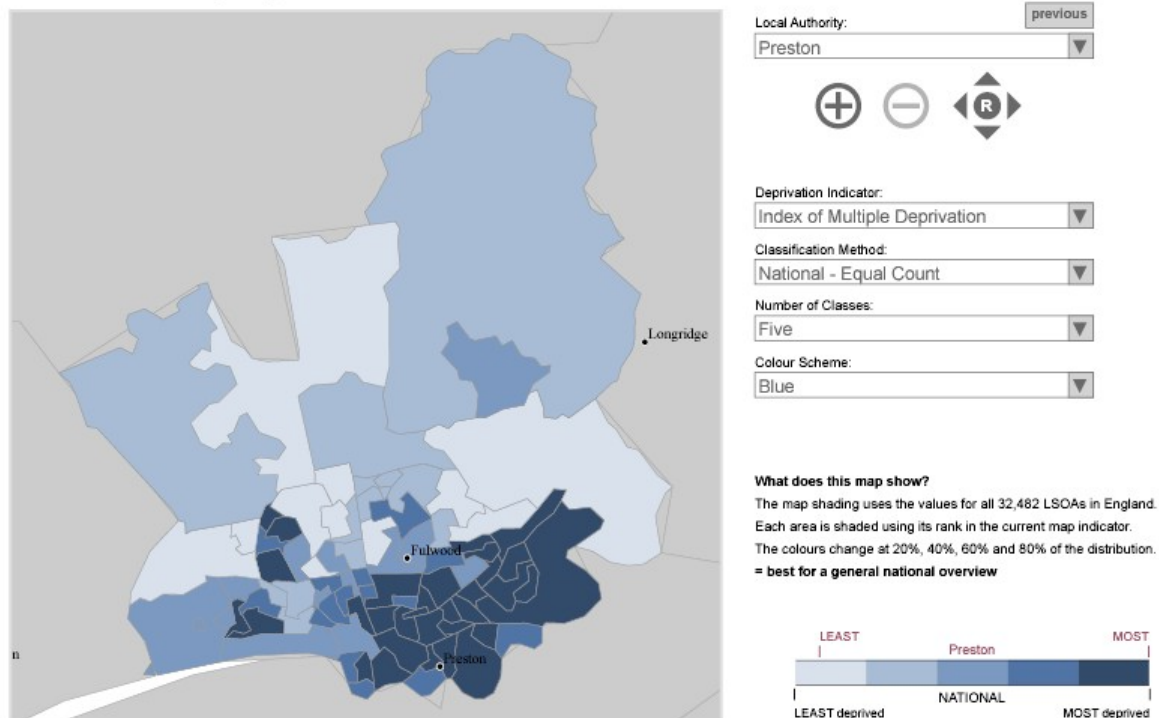 Local Authority:
previous
Preston
R
Deprivation Indicator:
Index of Multiple Deprivation
Classification Method:
National - Equal Count
Number of Classes:
Five
Colour Scheme:
Blue
Longridge
Fulwood
Preston
n
What does this map show?
The map shading uses the values for all 32,482 LSOAs in England.
Each area is shaded using its rank in the current map indicator.
The colours change at 20%, 40%, 60% and 80% of the distribution.
= best for a general national overview
LEAST
MOST
Preston
NATIONAL
LEAST deprived
MOST deprived